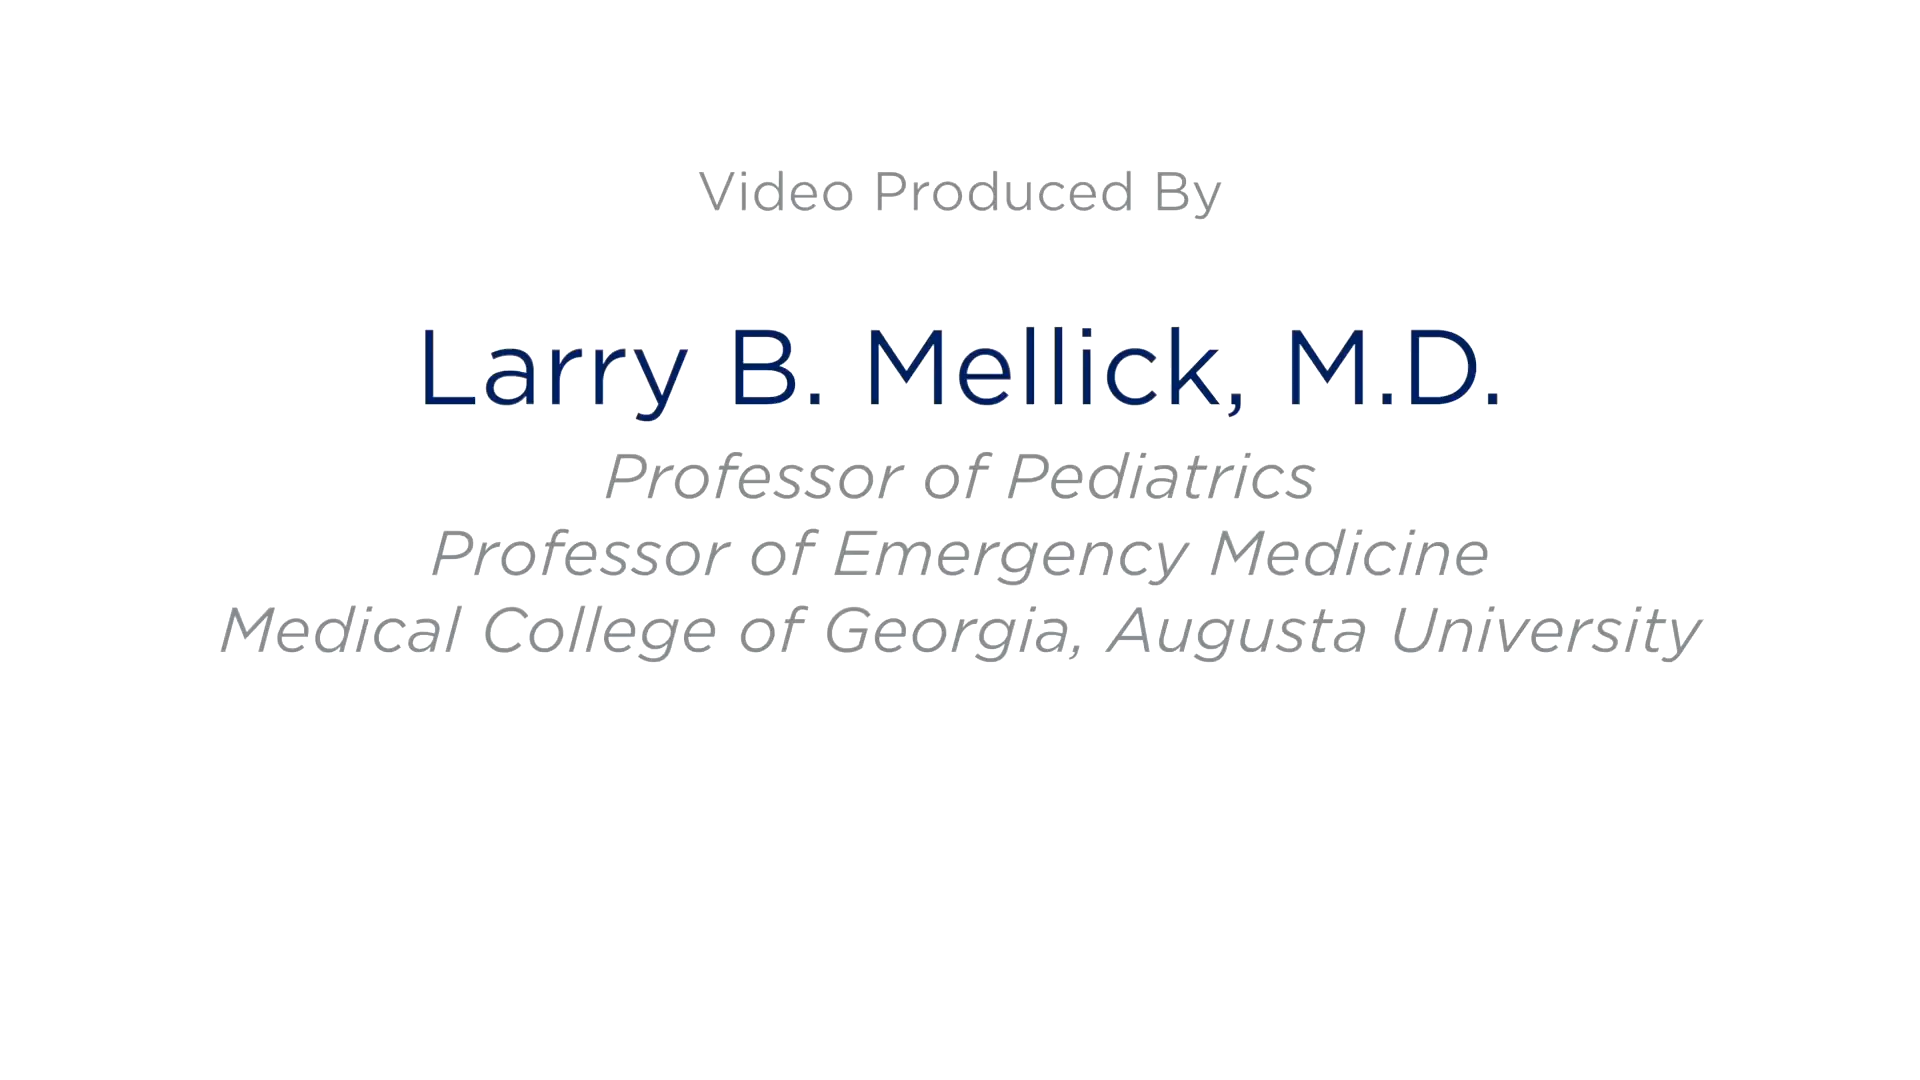 Video Produced By
Larry B. Mellick, M.D.
Professor of Pediatrics
Professor of Emergency Medicine
Medical College of Georgia, Augusta University